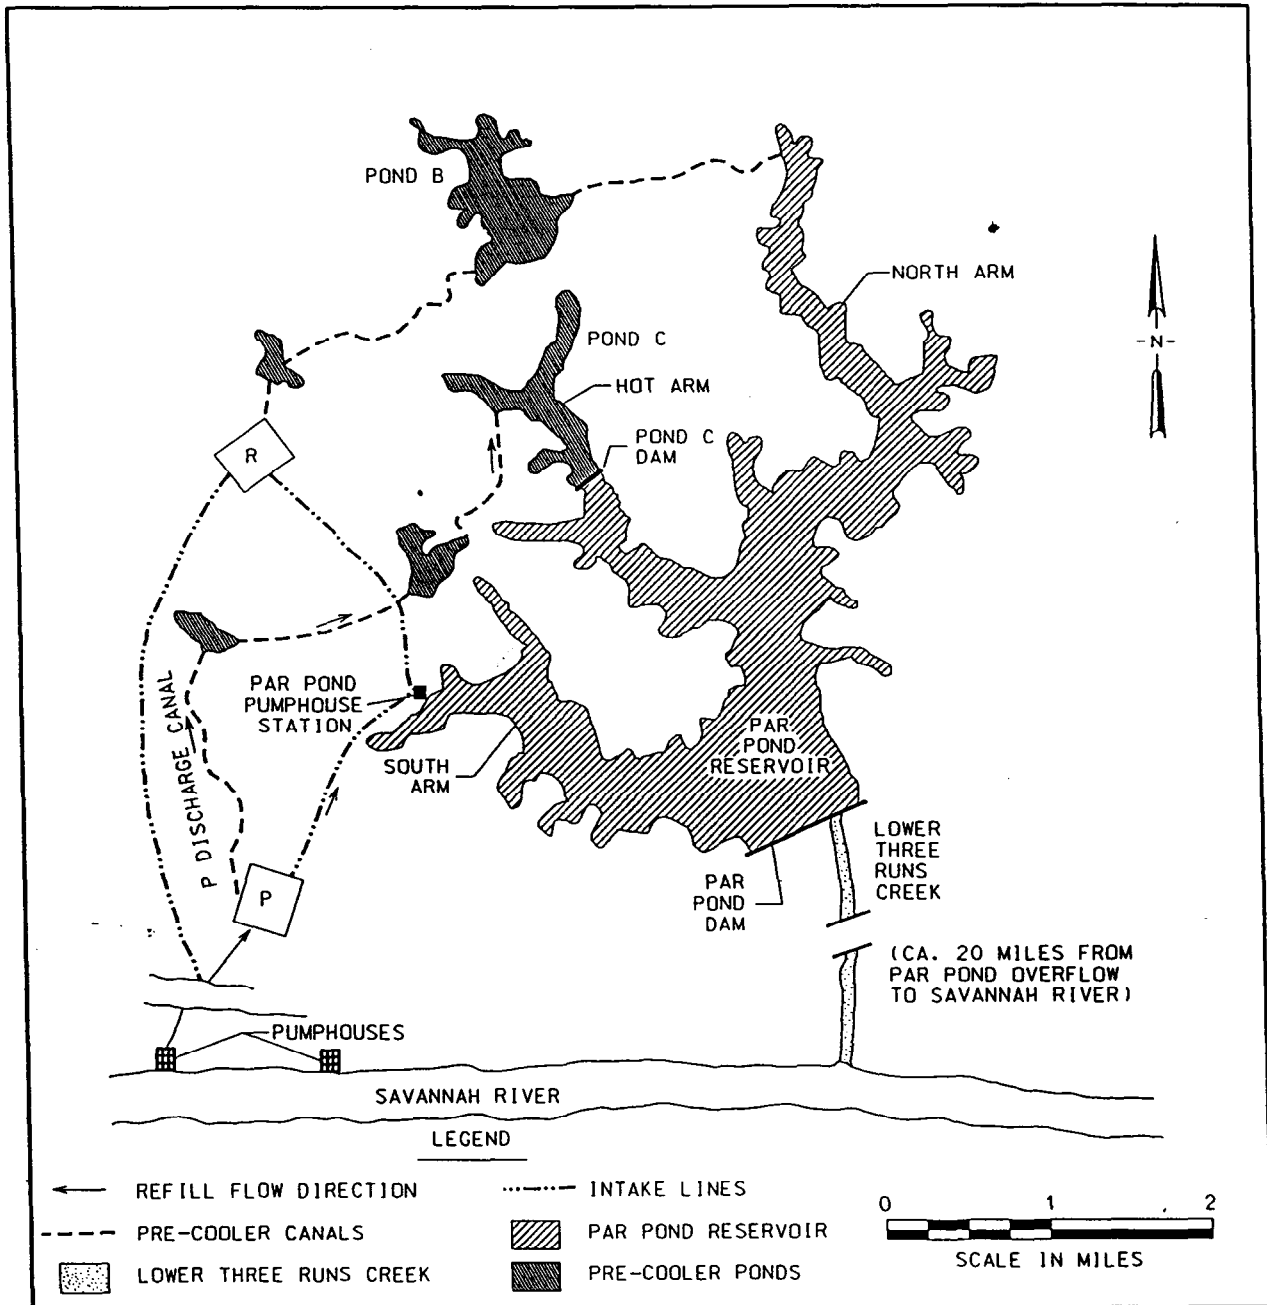 POND B
NORTH ARM
-N-
POND C
HOT ARM
POND C
DAM
R
PAR POND
PUMPHOUSE
STATION
P DISCHARGE CANAL
SOUTH
ARM
PAR
POND
RESERVOIR
P
LOWER
THREE
RUNS
CREEK
PAR
POND
DAM
(CA. 20 MILES FROM
PAR POND OVERFLOW
TO SAVANNAH RIVER)
PUMPHOUSES
SAVANNAH RIVER
LEGEND
REFILL FLOW DIRECTION
INTAKE LINES
PRE-COOLER CANALS
PAR POND RESERVOIR
LOWER THREE RUNS CREEK
PRE-COOLER PONDS
0 1 2
SCALE IN MILES